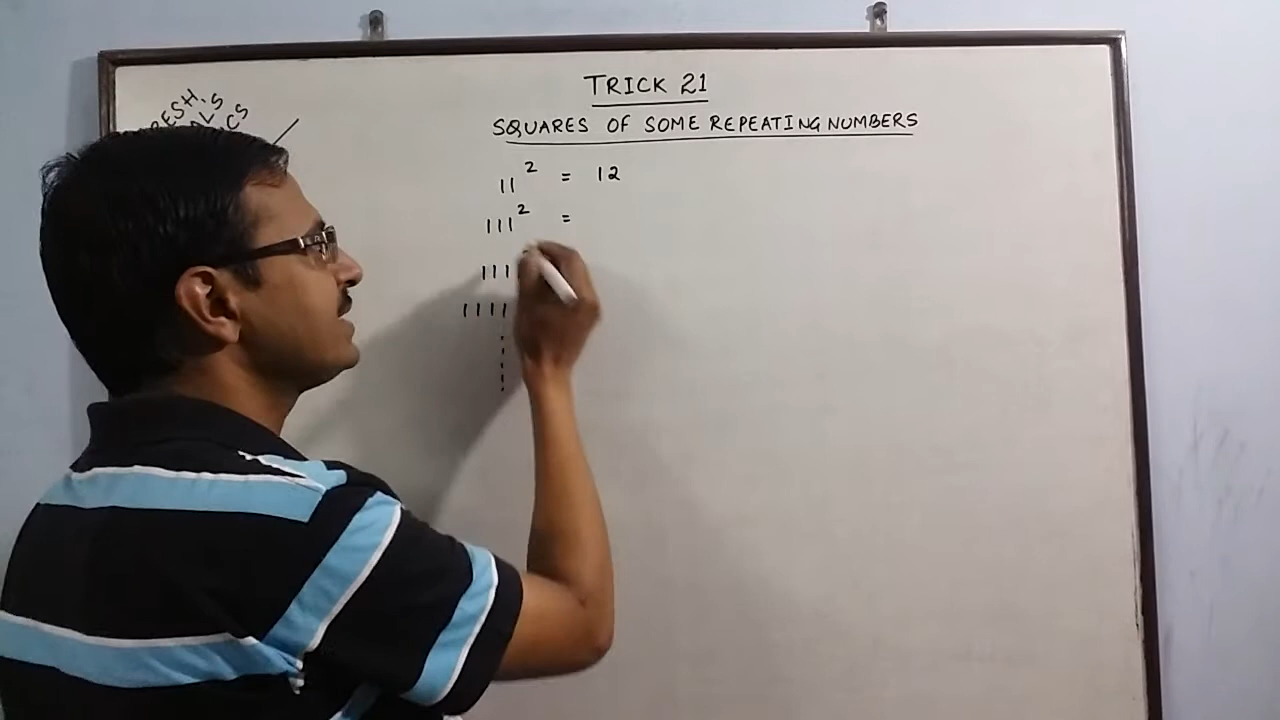 TRICK 21
SQUARES OF SOME REPEATING NUMBERS
11² = 12
111² =
111
1111